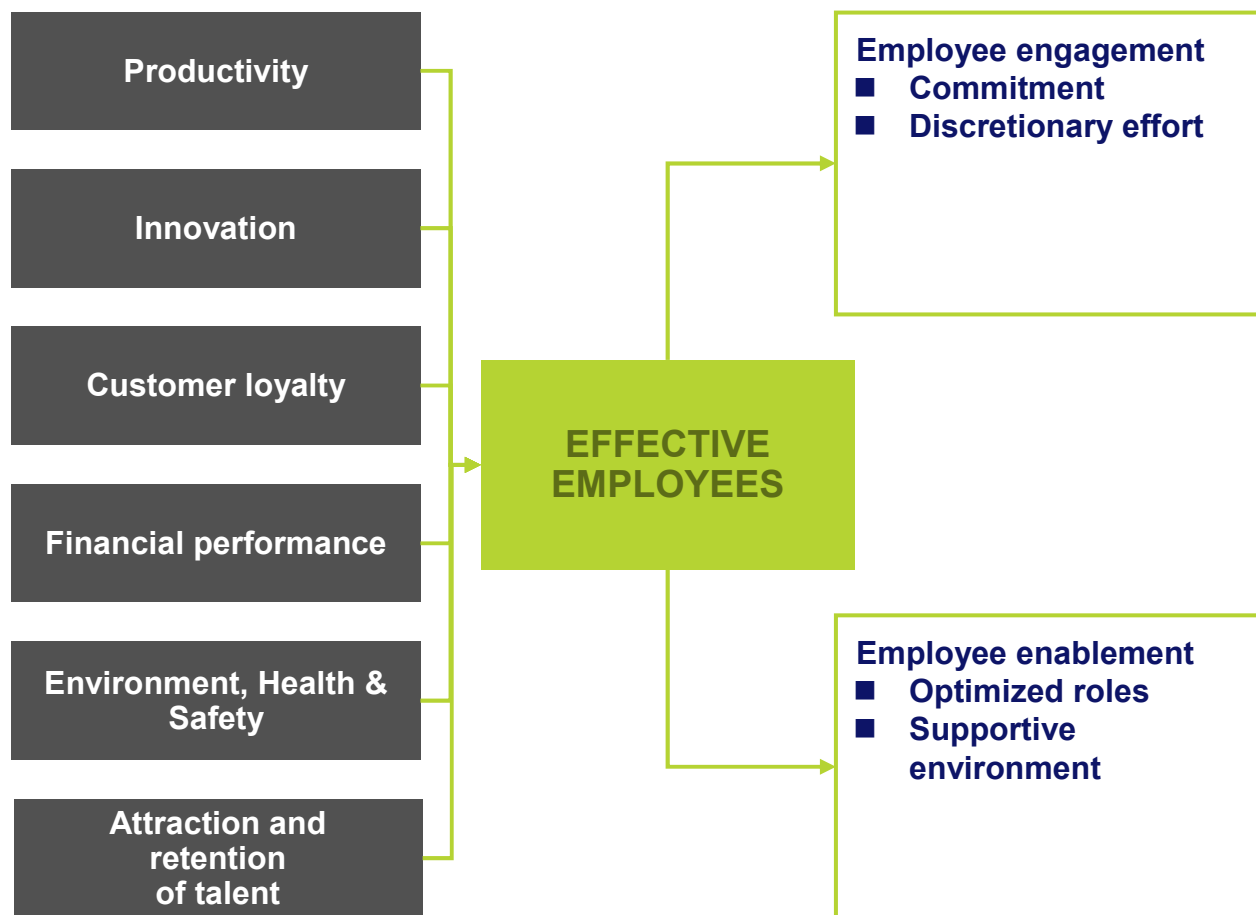 Productivity
Innovation
Customer loyalty
Financial performance
Environment, Health &
Safety
Attraction and
retention
of talent
EFFECTIVE
EMPLOYEES
Employee engagement
■ Commitment
■ Discretionary effort
Employee enablement
■ Optimized roles
■ Supportive
environment